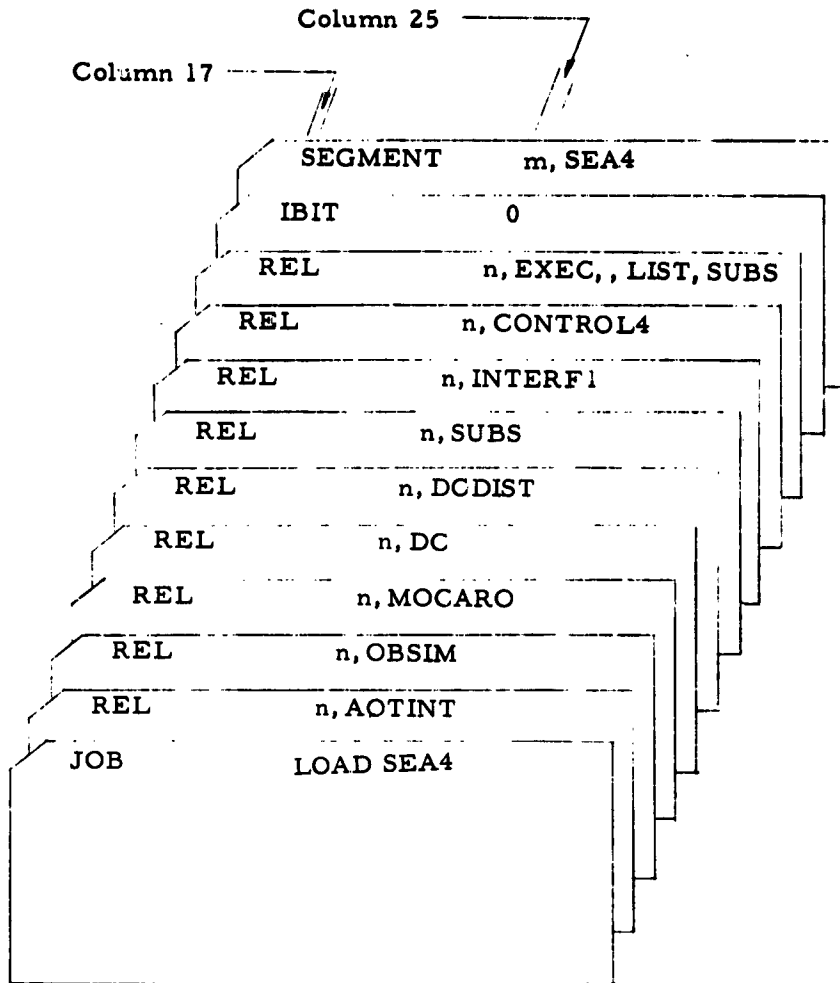 Column 25
Column 17
SEGMENT m, SEA4
IBIT 0
REL n, EXEC, , LIST, SUBS
REL n, CONTROL4
REL n, INTERF1
REL n, SUBS
REL n, DCDIST
REL n, DC
REL n, MOCARO
REL n, OBSIM
REL n, AOTINT
JOB LOAD SEA4